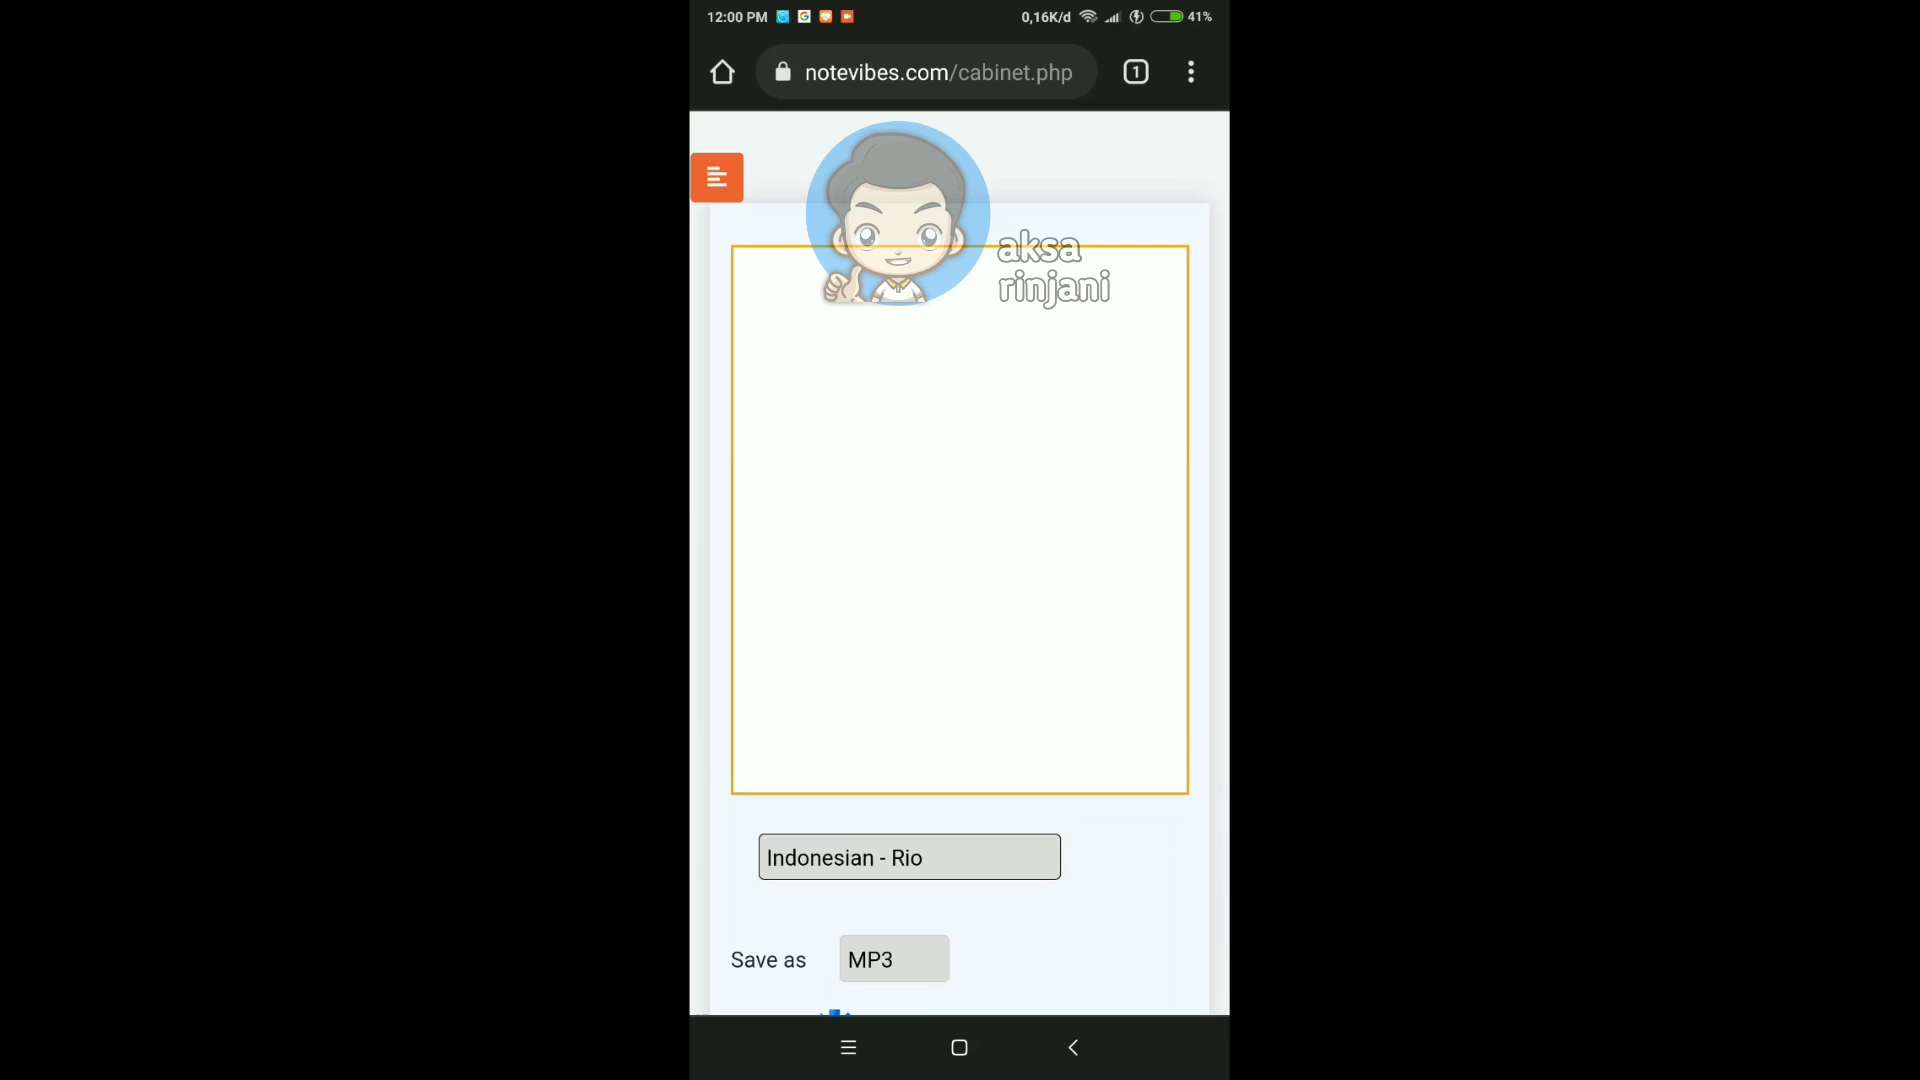 12:00 PM 0,16K/d 41%
notevibes.com/cabinet.php 1
aksa
rinjani
Indonesian - Rio
Save as MP3